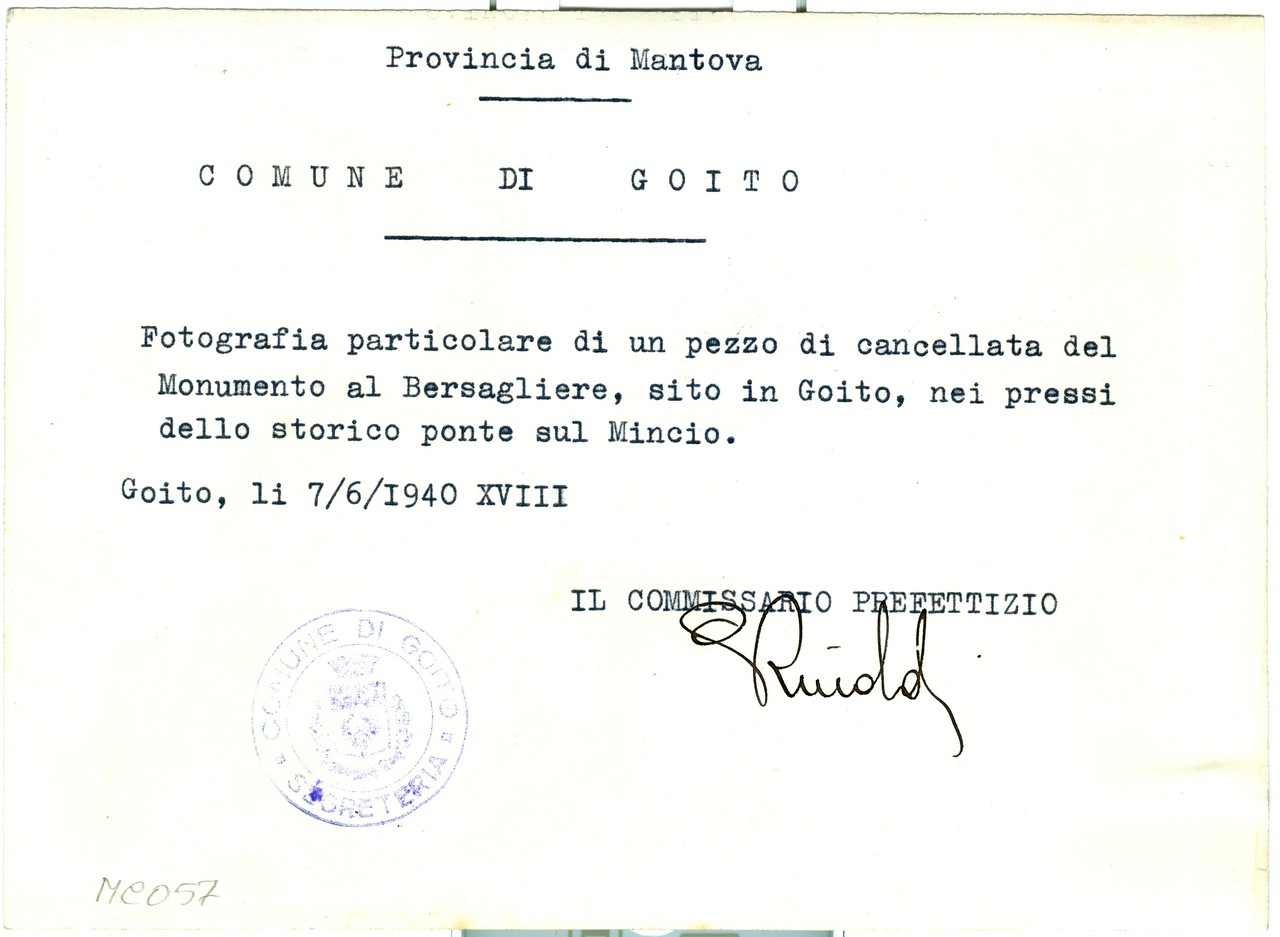 Provincia di Mantova
COMUNE DI GOITO
Fotografia particolare di un pezzo di cancellata del
Monumento al Bersagliere, sito in Goito, nei pressi
dello storico ponte sul Mincio.
Goito, li 7/6/I940 XVIII
IL COMMISSARIO PREFETTIZIO
COMUNE DI GOITO
SEGRETERIA
MC057